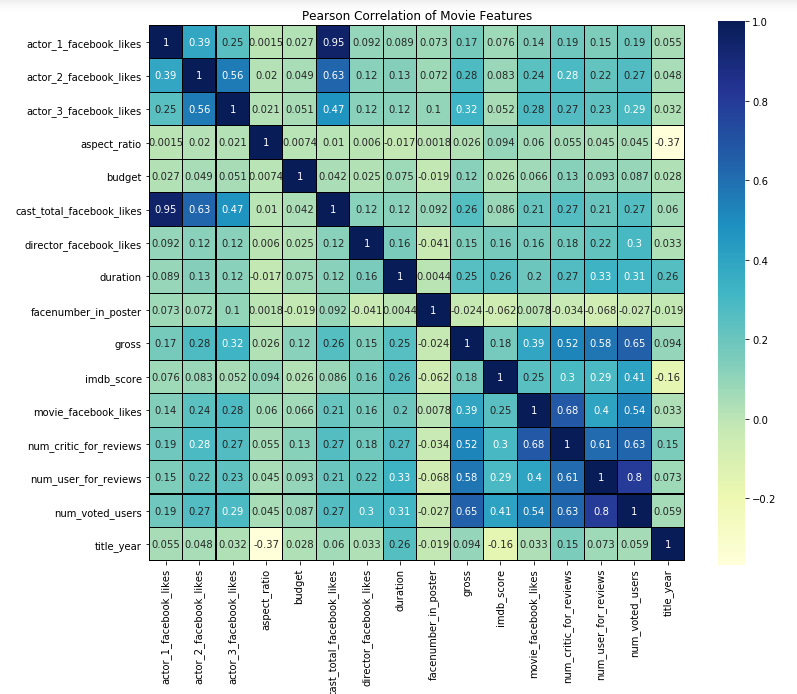 Pearson Correlation of Movie Features
actor_1_facebook_likes 1 0.39 0.25 0.0015 0.027 0.95 0.092 0.089 0.073 0.17 0.076 0.14 0.19 0.15 0.19 0.055
actor_2_facebook_likes 0.39 1 0.56 0.02 0.049 0.63 0.12 0.13 0.072 0.28 0.083 0.24 0.28 0.22 0.27 0.048
actor_3_facebook_likes 0.25 0.56 1 0.021 0.051 0.47 0.12 0.12 0.1 0.32 0.052 0.28 0.27 0.23 0.29 0.032
aspect_ratio 0.0015 0.02 0.021 1 0.0074 0.01 0.006 -0.017 0.0018 0.026 0.094 0.06 0.055 0.045 0.045 -0.37
budget 0.027 0.049 0.051 0.0074 1 0.042 0.025 0.075 -0.019 0.12 0.026 0.066 0.13 0.093 0.087 0.028
cast_total_facebook_likes 0.95 0.63 0.47 0.01 0.042 1 0.12 0.12 0.092 0.26 0.086 0.21 0.27 0.21 0.27 0.06
director_facebook_likes 0.092 0.12 0.12 0.006 0.025 0.12 1 0.16 -0.041 0.15 0.16 0.16 0.18 0.22 0.3 0.033
duration 0.089 0.13 0.12 -0.017 0.075 0.12 0.16 1 0.0044 0.25 0.26 0.2 0.27 0.33 0.31 0.26
facenumber_in_poster 0.073 0.072 0.1 0.0018 -0.019 0.092 -0.041 0.0044 1 -0.024 -0.062 0.0078 -0.034 -0.068 -0.027 -0.019
gross 0.17 0.28 0.32 0.026 0.12 0.26 0.15 0.25 -0.024 1 0.18 0.39 0.52 0.58 0.65 0.094
imdb_score 0.076 0.083 0.052 0.094 0.026 0.086 0.16 0.26 -0.062 0.18 1 0.25 0.3 0.29 0.41 -0.16
movie_facebook_likes 0.14 0.24 0.28 0.06 0.066 0.21 0.16 0.2 0.0078 0.39 0.25 1 0.68 0.4 0.54 0.033
num_critic_for_reviews 0.19 0.28 0.27 0.055 0.13 0.27 0.18 0.27 -0.034 0.52 0.3 0.68 1 0.61 0.63 0.15
num_user_for_reviews 0.15 0.22 0.23 0.045 0.093 0.21 0.22 0.33 -0.068 0.58 0.29 0.4 0.61 1 0.8 0.073
num_voted_users 0.19 0.27 0.29 0.045 0.087 0.27 0.3 0.31 -0.027 0.65 0.41 0.54 0.63 0.8 1 0.059
title_year 0.055 0.048 0.032 -0.37 0.028 0.06 0.033 0.26 -0.019 0.094 -0.16 0.033 0.15 0.073 0.059 1
actor_1_facebook_likes
actor_2_facebook_likes
actor_3_facebook_likes
aspect_ratio
budget
ast_total_facebook_likes
director_facebook_likes
duration
facenumber_in_poster
gross
imdb_score
movie_facebook_likes
num_critic_for_reviews
num_user_for_reviews
num_voted_users
title_year
1.0
0.8
0.6
0.4
0.2
0.0
−0.2